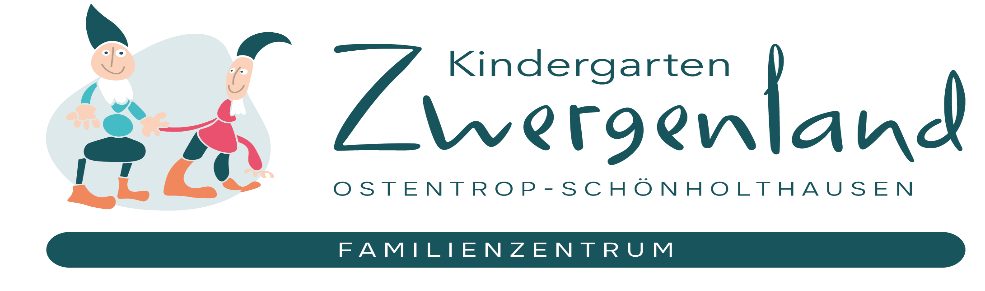 Kindergarten
Zwergenland
OSTENTROP-SCHÖNHOLTHAUSEN
FAMILIENZENTRUM